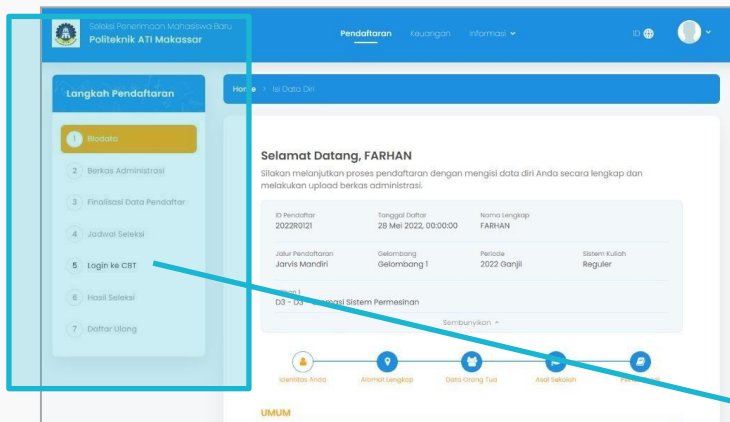 Seleksi Penerimaan Mahasiswa Baru
Politeknik ATI Makassar
Pendaftaran Keuangan Informasi ID
Langkah Pendaftaran
Home > Isi Data Diri
1 Biodata
2 Berkas Administrasi
3 Finalisasi Data Pendaftar
4 Jadwal Seleksi
5 Login ke CBT
6 Hasil Seleksi
7 Daftar Ulang
Selamat Datang, FARHAN
Silakan melanjutkan proses pendaftaran dengan mengisi data diri Anda secara lengkap dan
melakukan upload berkas administrasi.
ID Pendaftar Tanggal Daftar Nama Lengkap
2022R0121 28 Mei 2022, 00:00:00 FARHAN
Jalur Pendaftaran Gelombang Periode Sistem Kuliah
Jarvis Mandiri Gelombang 1 2022 Ganjil Reguler
D3 - D3 - Sistem Permesinan
Sembunyikan
Identitas Anda Alamat Lengkap Data Orang Tua Asal Sekolah
UMUM